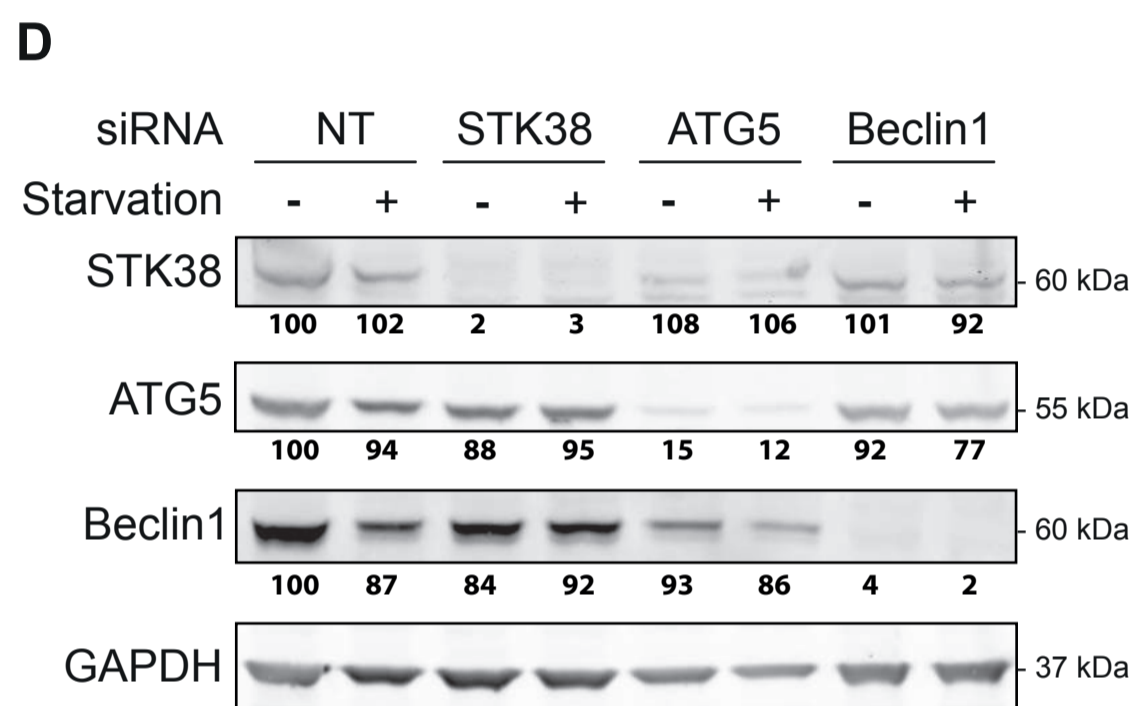 D
siRNA NT STK38 ATG5 Beclin1
Starvation - + - + - + - +
STK38 - 60 kDa
100 102 2 3 108 106 101 92
ATG5 - 55 kDa
100 94 88 95 15 12 92 77
Beclin1 - 60 kDa
100 87 84 92 93 86 4 2
GAPDH - 37 kDa